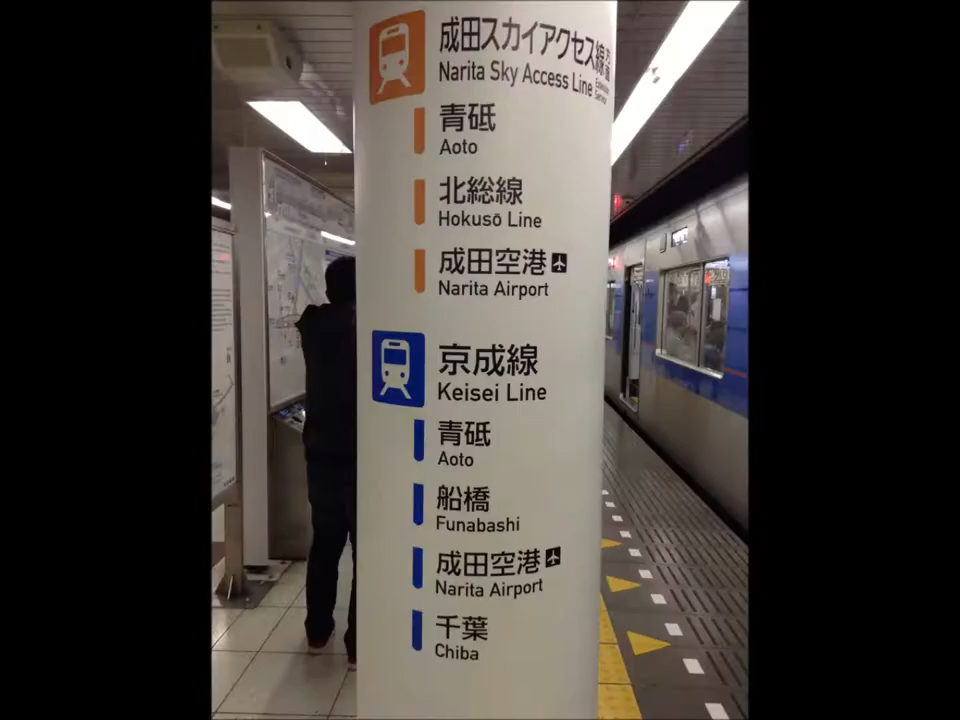 成田スカイアクセス線方面
Narita Sky Access Line
青砥
Aoto
北総線
Hokusō Line
成田空港
Narita Airport
京成線
Keisei Line
青砥
Aoto
船橋
Funabashi
成田空港
Narita Airport
千葉
Chiba